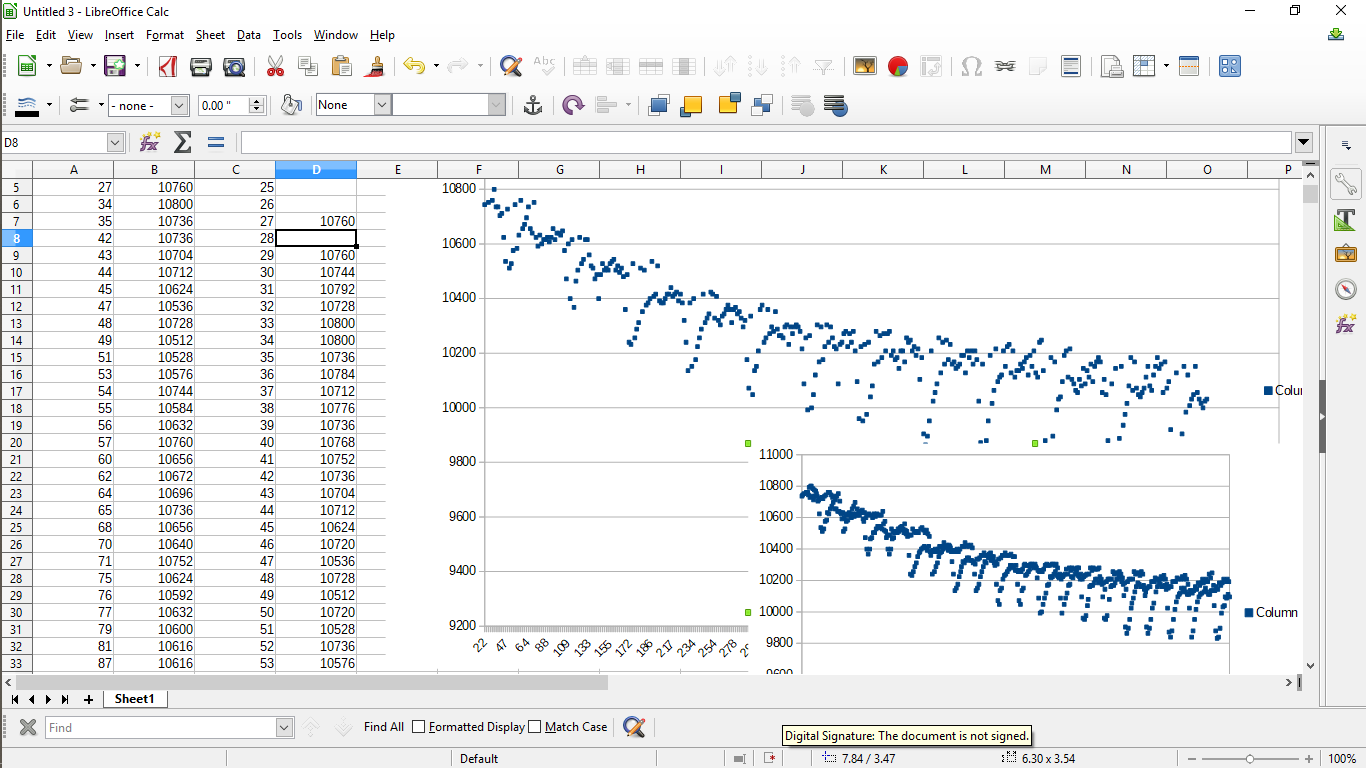 Untitled 3 - LibreOffice Calc
File Edit View Insert Format Sheet Data Tools Window Help
Abc
- none - 0.00 " None
D8
A B C D E F G H I J K L M N O P
5 27 10760 25
6 34 10800 26
7 35 10736 27 10760
8 42 10736 28
9 43 10704 29 10760
10 44 10712 30 10744
11 45 10624 31 10792
12 47 10536 32 10728
13 48 10728 33 10800
14 49 10512 34 10800
15 51 10528 35 10736
16 53 10576 36 10784
17 54 10744 37 10712
18 55 10584 38 10776
19 56 10632 39 10736
20 57 10760 40 10768
21 60 10656 41 10752
22 62 10672 42 10736
23 64 10696 43 10704
24 65 10736 44 10712
25 68 10656 45 10624
26 70 10640 46 10720
27 71 10752 47 10536
28 75 10624 48 10728
29 76 10592 49 10512
30 77 10632 50 10720
31 79 10600 51 10528
32 81 10616 52 10736
33 87 10616 53 10576
10800
10600
10400
10200
10000
9800
9600
9400
9200
22 47 64 88 109 133 155 172 186 217 234 254 278
Colu
11000
10800
10600
10400
10200
10000
9800
9600
Column
Sheet1
Find Find All Formatted Display Match Case
Digital Signature: The document is not signed.
Default 7.84 / 3.47 6.30 x 3.54 100%